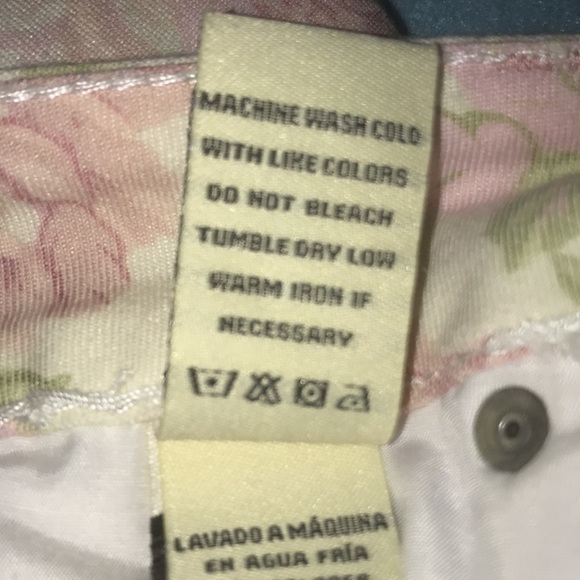 MACHINE WASH COLD
WITH LIKE COLORS
DO NOT BLEACH
TUMBLE DRY LOW
WARM IRON IF
NECESSARY
LAVADO A MÁQUINA
EN AGUA FRÍA